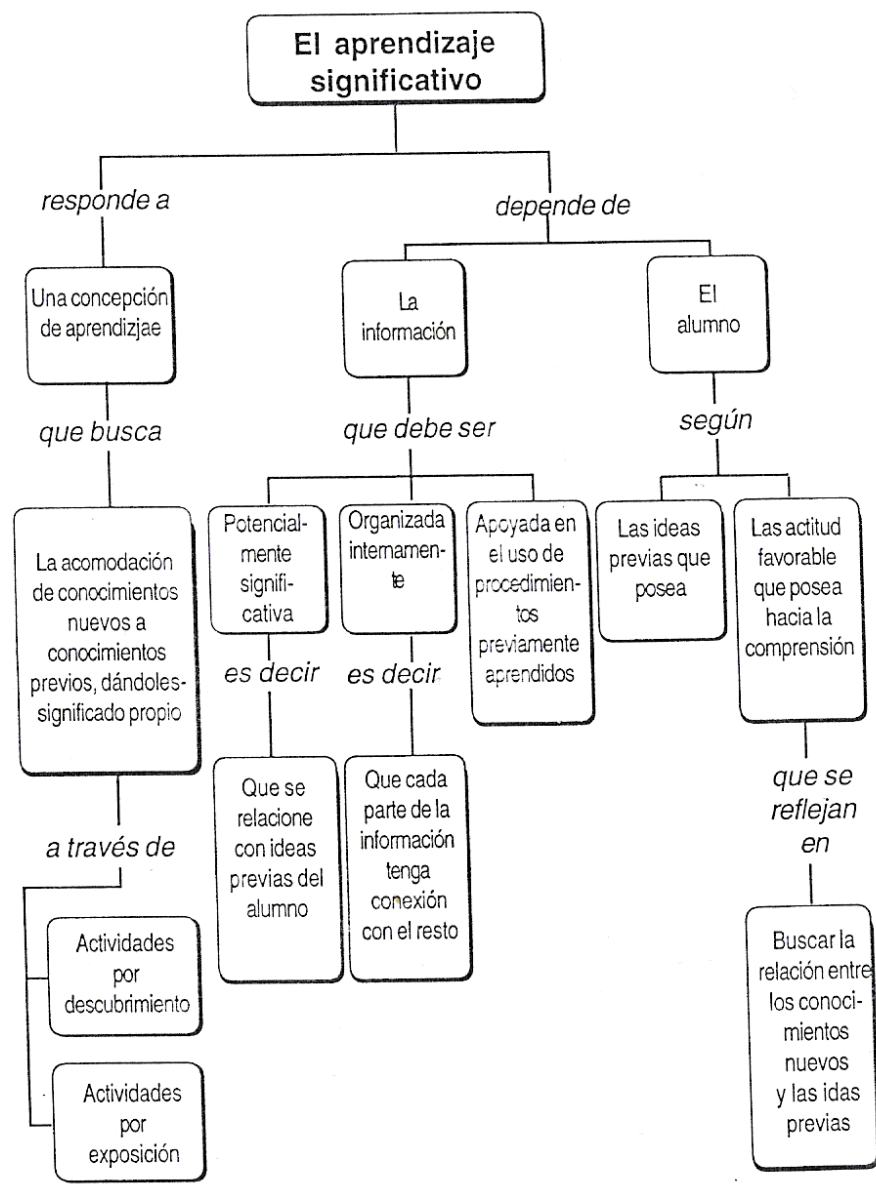 El aprendizaje
significativo
responde a
depende de
Una concepción
de aprendizjae
La
información
El
alumno
que busca
que debe ser
según
La acomodación
de conocimientos
nuevos a
conocimientos
previos, dándoles-
significado propio
Potencial-
mente
signifi-
cativa
Organizada
internamen-
te
Apoyada en
el uso de
procedimien-
tos
previamente
aprendidos
Las ideas
previas que
posea
Las actitud
favorable
que posea
hacia la
comprensión
es decir
es decir
Que se
relacione
con ideas
previas del
alumno
Que cada
parte de la
información
tenga
conexión
con el resto
que se
reflejan
en
a través de
Actividades
por
descubrimiento
Actividades
por
exposición
Buscar la
relación entre
los conoci-
mientos
nuevos
y las idas
previas